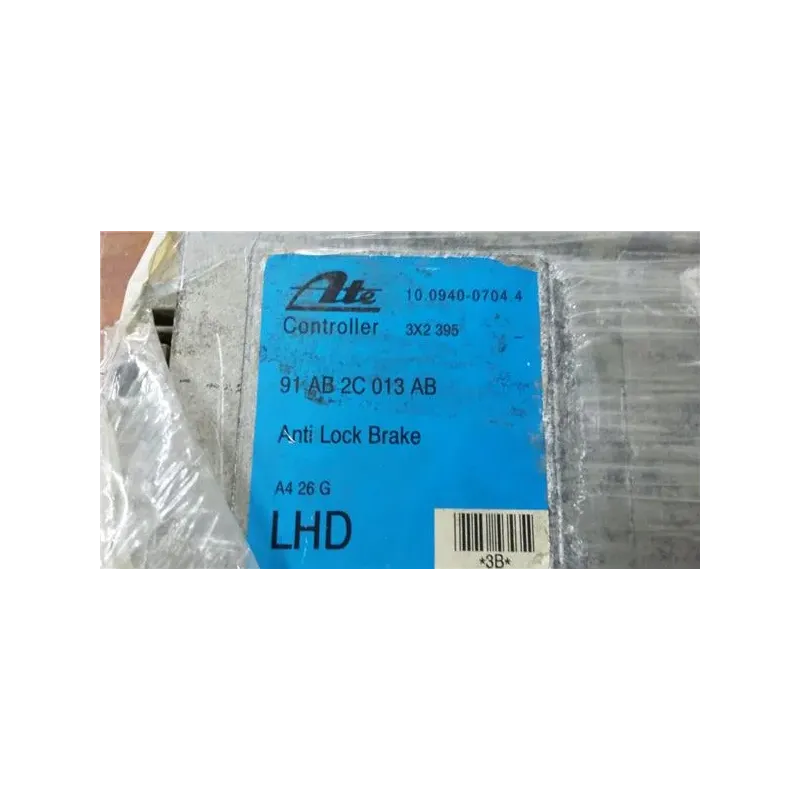 Ate 10.0940-0704.4
Controller 3X2 395
91 AB 2C 013 AB
Anti Lock Brake
A4 26 G
LHD
*3B*